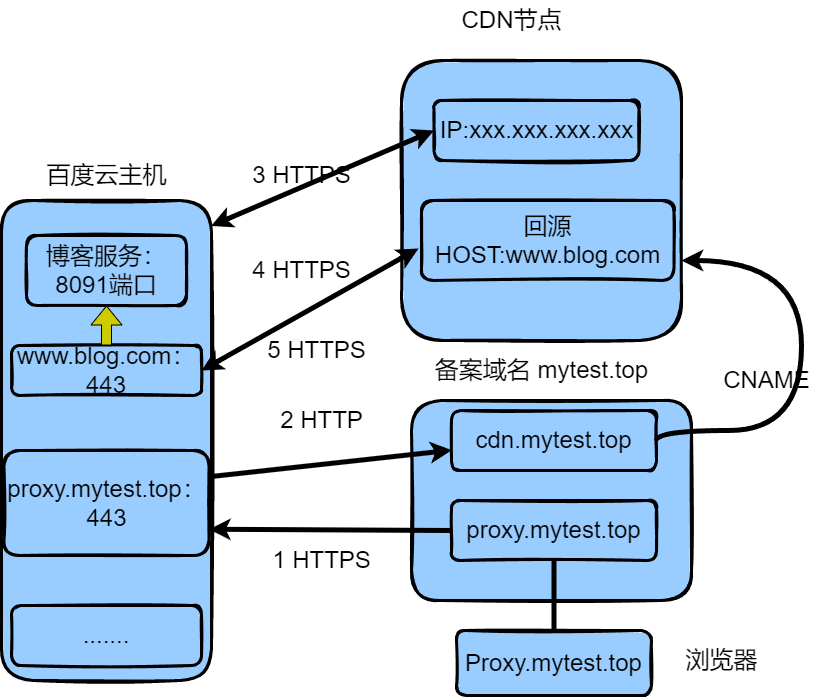 CDN节点
IP:xxx.xxx.xxx.xxx
3 HTTPS
百度云主机
回源
HOST:www.blog.com
博客服务：
8091端口
4 HTTPS
www.blog.com：
443
5 HTTPS
备案域名 mytest.top
CNAME
2 HTTP
cdn.mytest.top
proxy.mytest.top：
443
proxy.mytest.top
1 HTTPS
.......
Proxy.mytest.top
浏览器